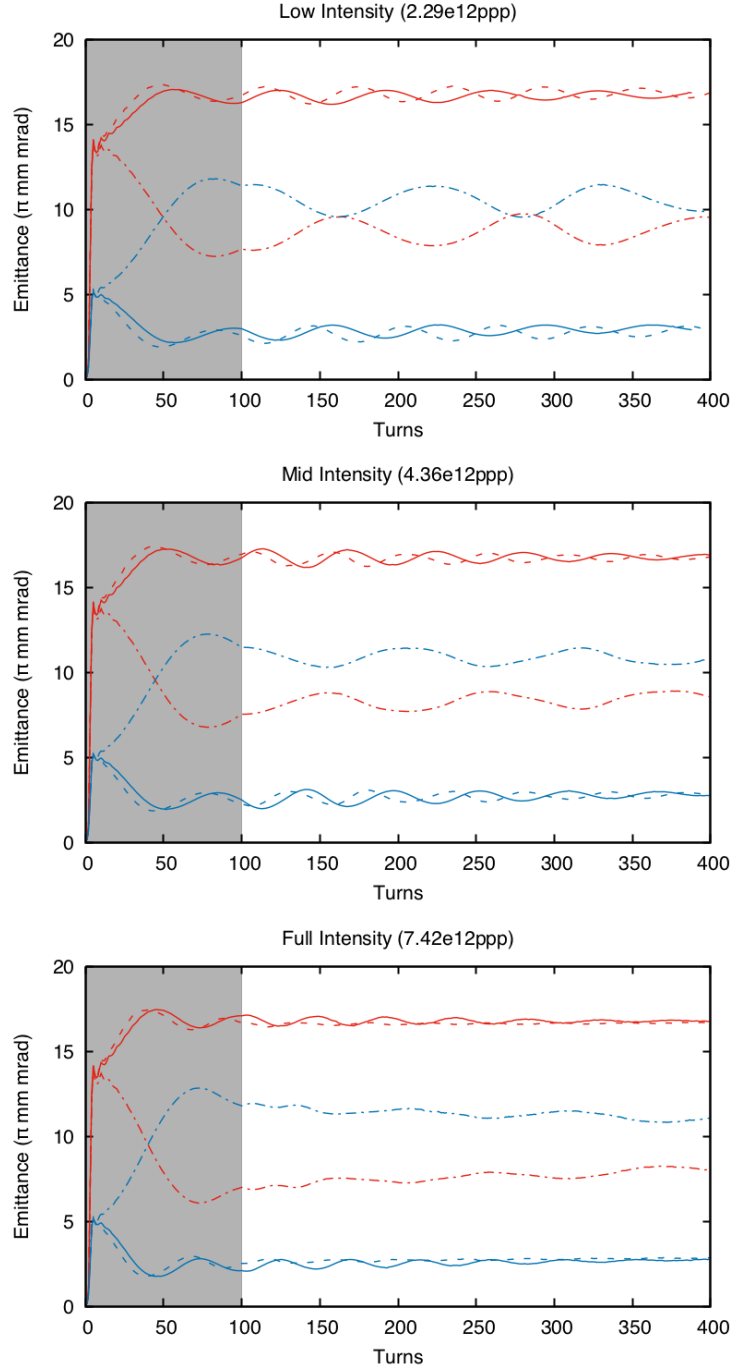 Low Intensity (2.29e12ppp)
20
15
10
5
0
Emittance (π mm mrad)
0 50 100 150 200 250 300 350 400
Turns
Mid Intensity (4.36e12ppp)
20
15
10
5
0
Emittance (π mm mrad)
0 50 100 150 200 250 300 350 400
Turns
Full Intensity (7.42e12ppp)
20
15
10
5
0
Emittance (π mm mrad)
0 50 100 150 200 250 300 350 400
Turns